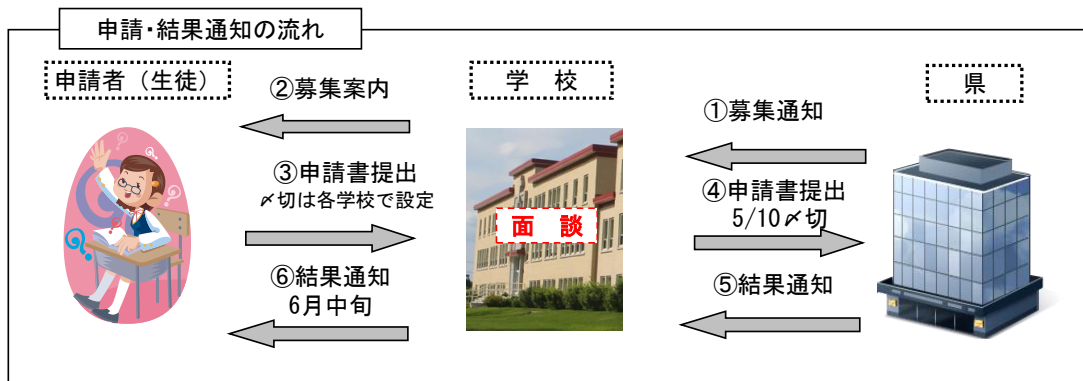 申請・結果通知の流れ
申請者（生徒）
学　校
県
②募集案内
①募集通知
③申請書提出
〆切は各学校で設定
④申請書提出
5/10〆切
面　談
⑥結果通知
6月中旬
⑤結果通知